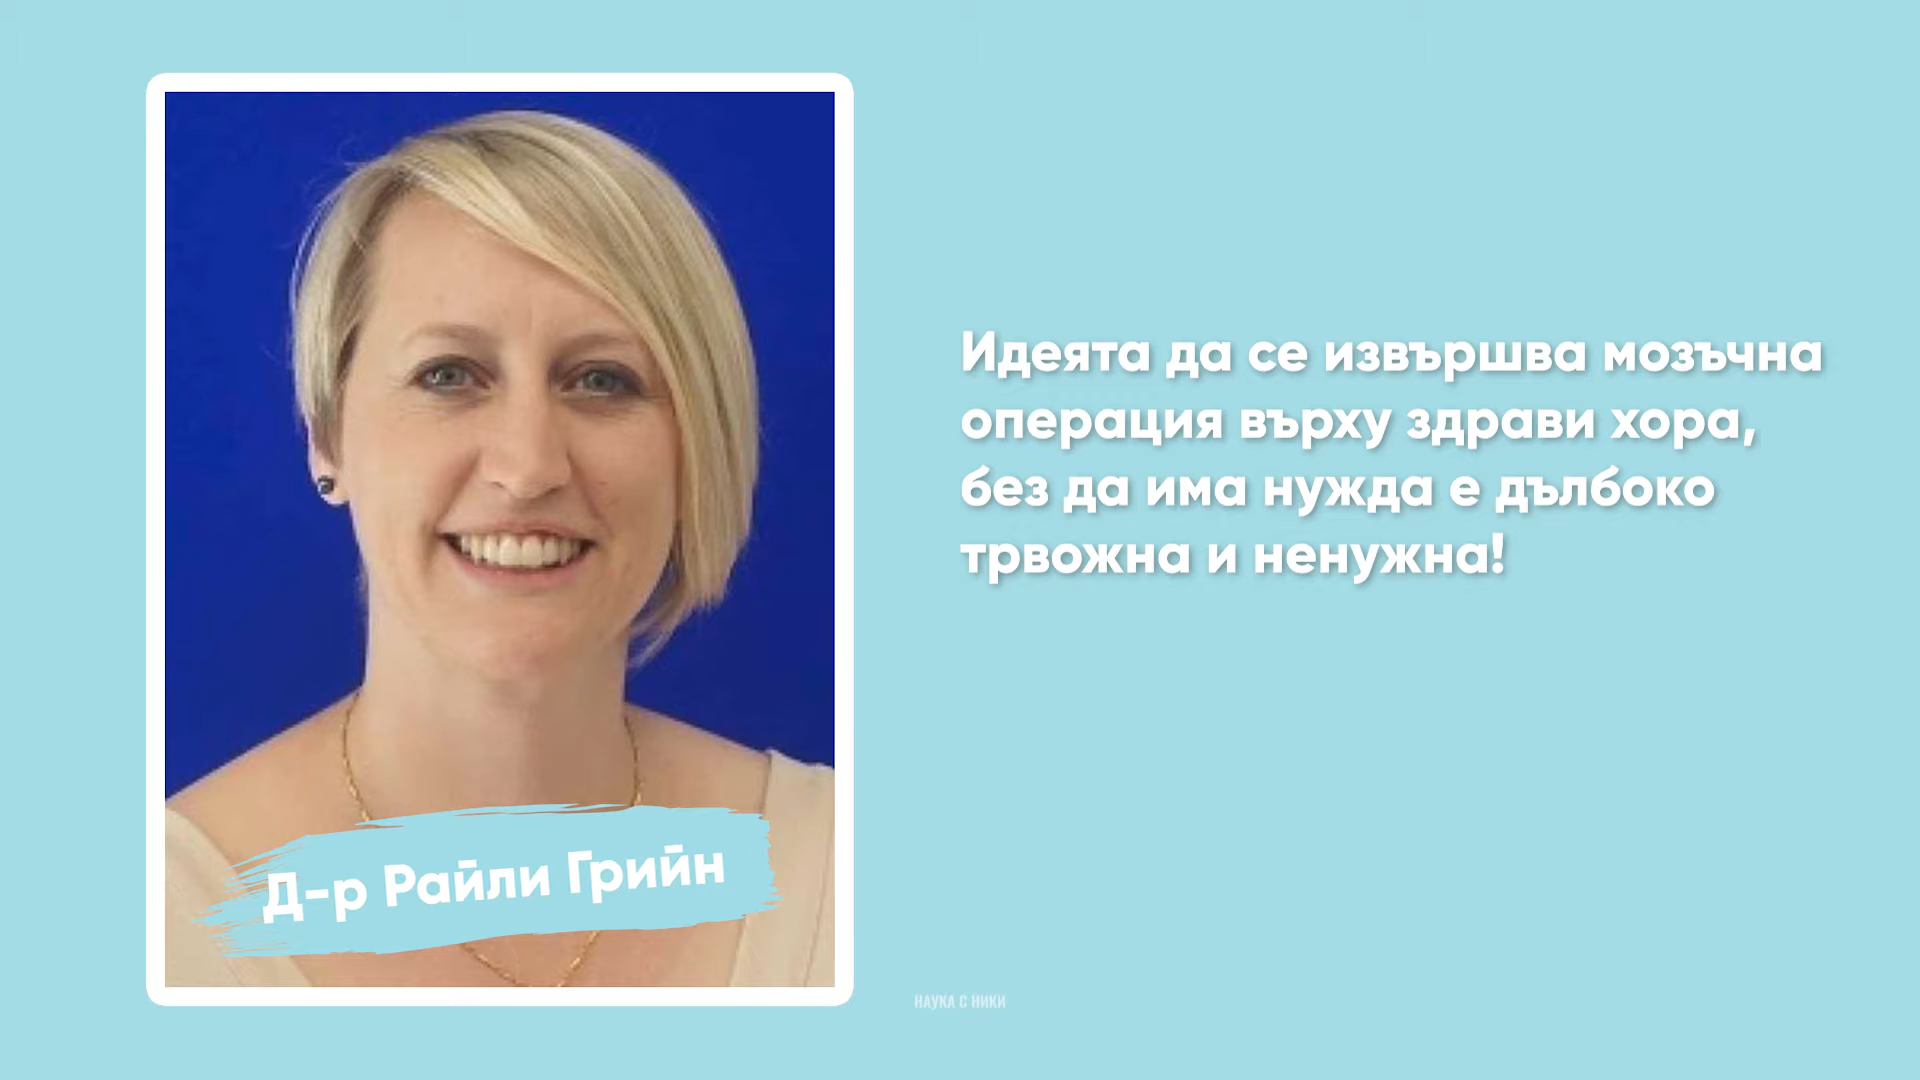 Идеята да се извършва мозъчна
операция върху здрави хора,
без да има нужда е дълбоко
трвожна и ненужна!
Д-р Райли Грийн
НАУКА С НИКИ